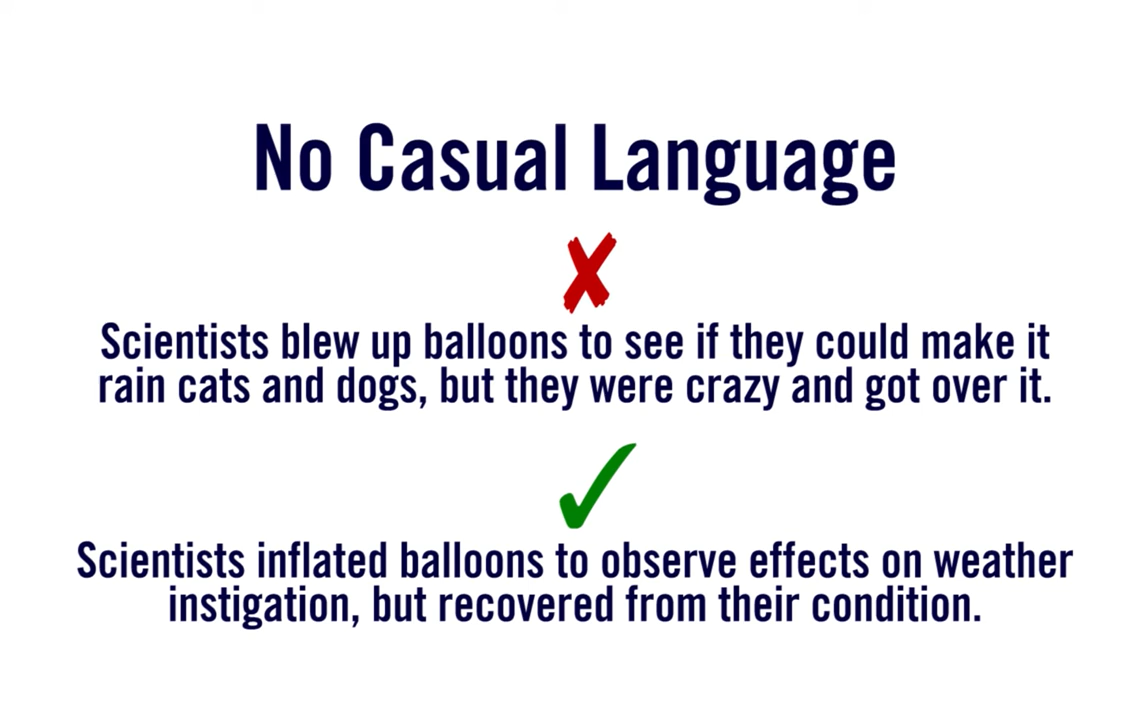 No Casual Language
Scientists blew up balloons to see if they could make it
rain cats and dogs, but they were crazy and got over it.
Scientists inflated balloons to observe effects on weather
instigation, but recovered from their condition.